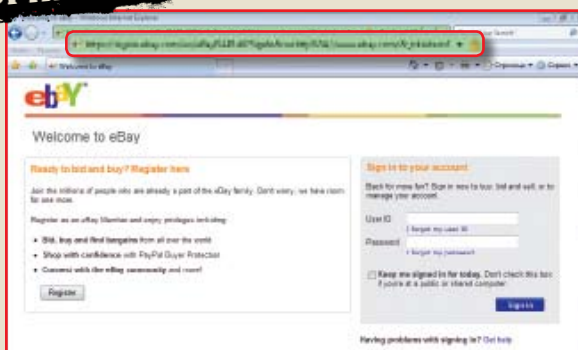 Windows Internet Explorer
Welcome to eBay
ebY
Welcome to eBay
Ready to bid and buy? Register here
Join the millions of people who are already a part of the eBay family. Don't worry, we have room
for one more.
Register as an eBay Member and enjoy privileges including:
Bid, buy and find bargains from all over the world
Shop with confidence with PayPal Buyer Protection
Connect with the eBay community and more!
Register
Sign in to your account
Back for more fun? Sign in now to buy, bid and sell, or to
manage your account.
User ID
I forgot my user ID
Password
I forgot my password
Keep me signed in for today. Don't check this box
if you're at a public or shared computer.
Sign in
Having problems with signing in? Get help